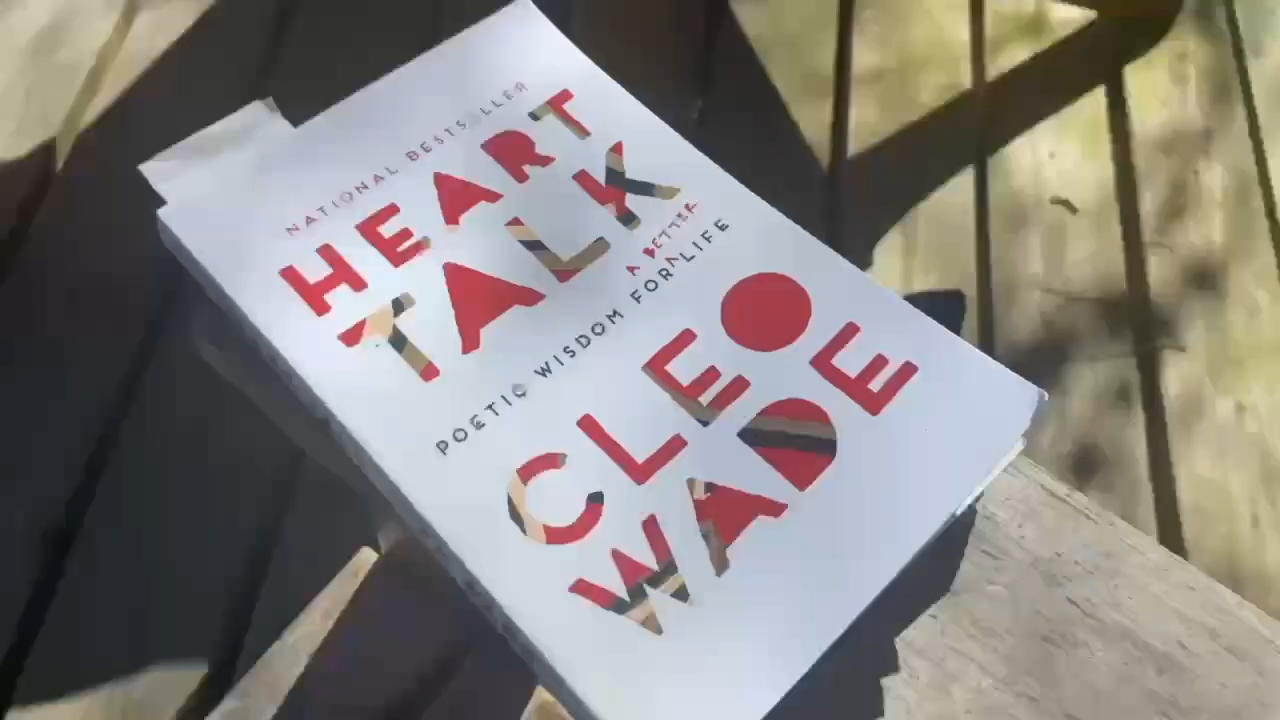 NATIONAL BESTSELLER
HEART
TALK
POETIC WISDOM FOR A BETTER LIFE
CLEO
WADE